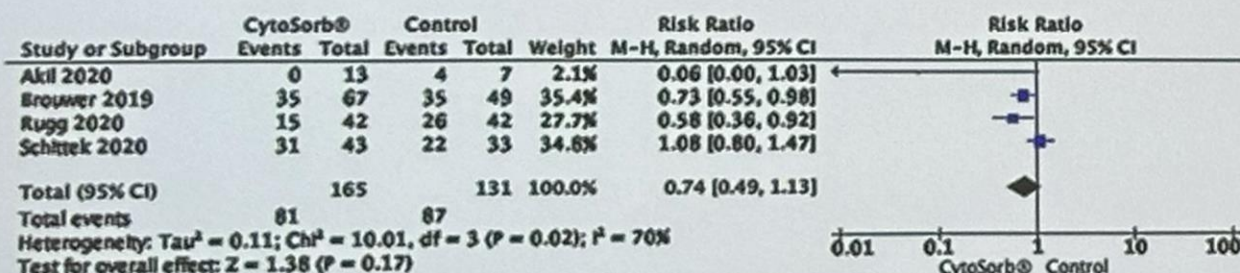 CytoSorb® Control Risk Ratio Risk Ratio
Study or Subgroup Events Total Events Total Weight M-H, Random, 95% CI M-H, Random, 95% CI
Akil 2020 0 13 4 7 2.1% 0.06 [0.00, 1.03]
Brouwer 2019 35 67 35 49 35.4% 0.73 [0.55, 0.98]
Rugg 2020 15 42 26 42 27.7% 0.58 [0.36, 0.92]
Schittek 2020 31 43 22 33 34.8% 1.08 [0.80, 1.47]
Total (95% CI) 165 131 100.0% 0.74 [0.49, 1.13]
Total events 81 87
Heterogeneity: Tau² = 0.11; Chi² = 10.01, df = 3 (P = 0.02); I² = 70%
Test for overall effect: Z = 1.38 (P = 0.17)
0.01 0.1 1 10 100
CytoSorb® Control